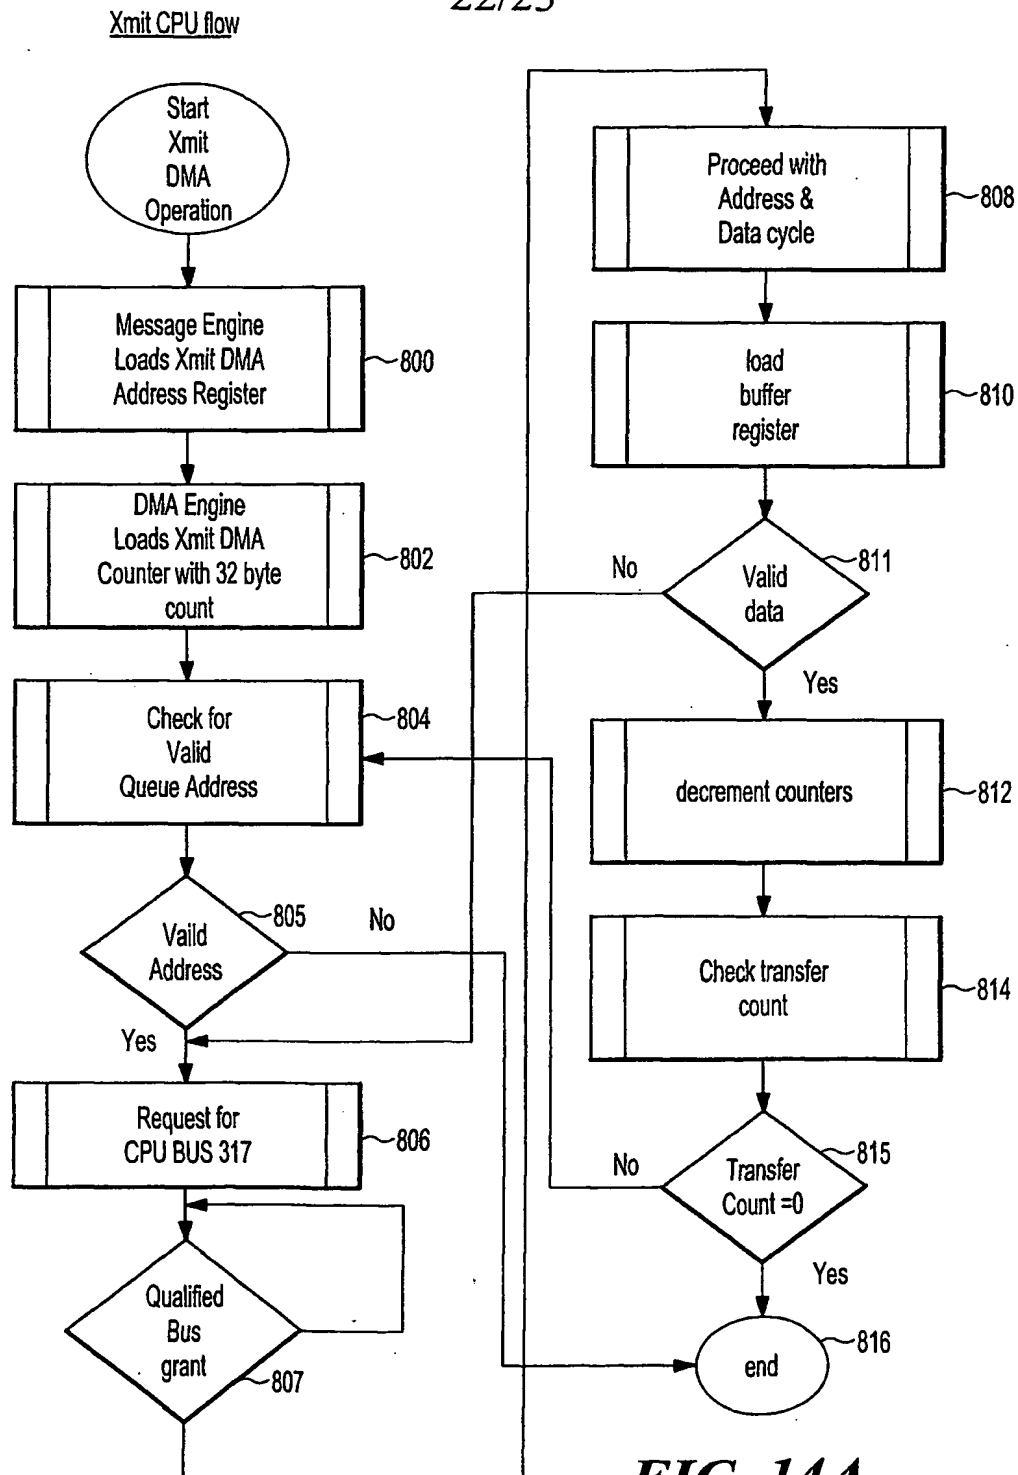 22/23
Xmit CPU flow
Start
Xmit
DMA
Operation
Message Engine
Loads Xmit DMA
Address Register
800
DMA Engine
Loads Xmit DMA
Counter with 32 byte
count
802
Check for
Valid
Queue Address
804
Vaild
Address
805
No
Yes
Request for
CPU BUS 317
806
Qualified
Bus
grant
807
Proceed with
Address &
Data cycle
808
load
buffer
register
810
Valid
data
811
No
Yes
decrement counters
812
Check transfer
count
814
Transfer
Count =0
815
No
Yes
end
816
FIG. 14A